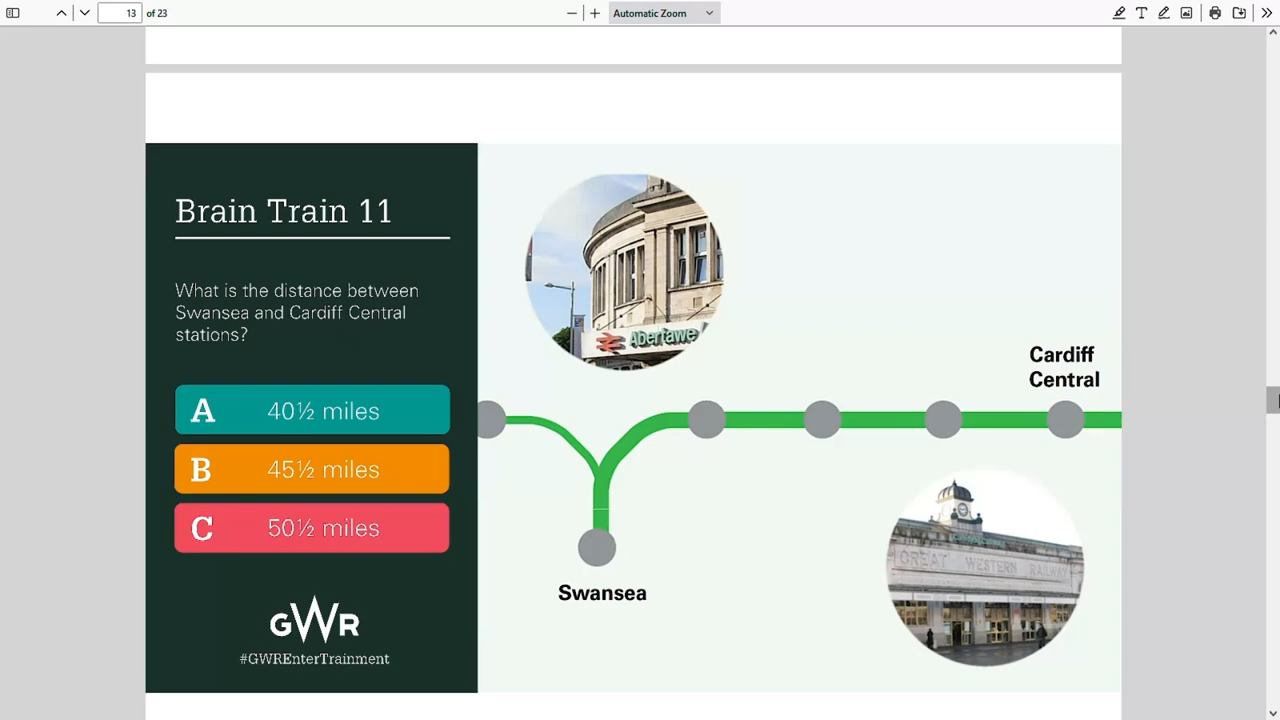 13 of 23
Automatic Zoom
Brain Train 11
What is the distance between
Swansea and Cardiff Central
stations?
A 40½ miles
B 45½ miles
C 50½ miles
GWR
#GWREnterTrainment
Abertawe
Cardiff
Central
Swansea
GREAT WESTERN RAILWAY